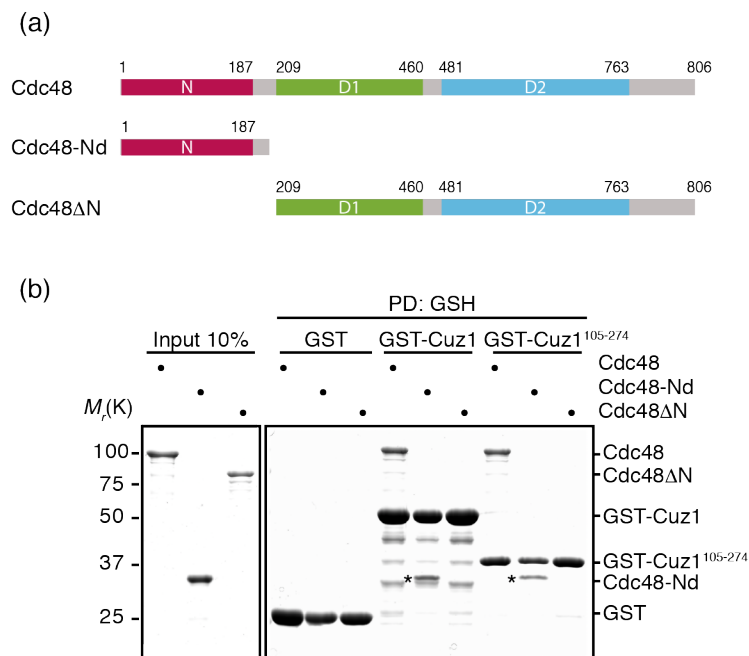 (a)
1 187 209 460 481 763 806
Cdc48 N D1 D2
1 187
Cdc48-Nd N
209 460 481 763 806
Cdc48ΔN D1 D2
(b)
PD: GSH
Input 10% GST GST-Cuz1 GST-Cuz1¹⁰⁵⁻²⁷⁴
• • • • Cdc48
• • • • Cdc48-Nd
Mr(K) • • • • Cdc48ΔN
100 Cdc48
75 Cdc48ΔN
50 GST-Cuz1
37 GST-Cuz1¹⁰⁵⁻²⁷⁴
* * Cdc48-Nd
25 GST